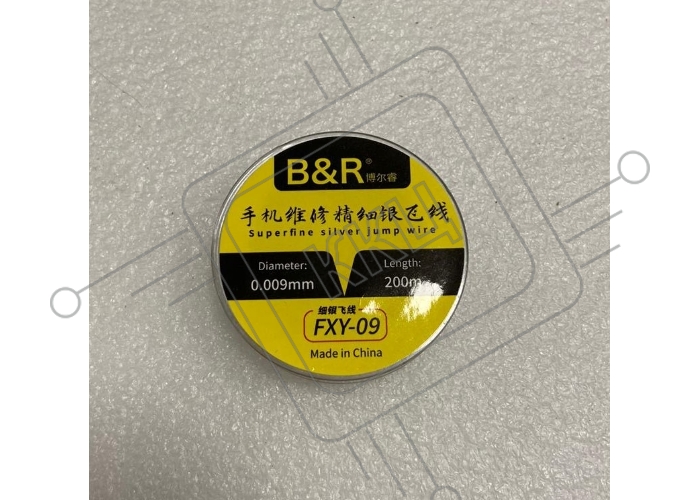 B&R®
博尔睿
手机维修精细银飞线
Superfine silver jump wire
Diameter:
0.009mm
Length:
200m
细银飞线
FXY-09
Made in China